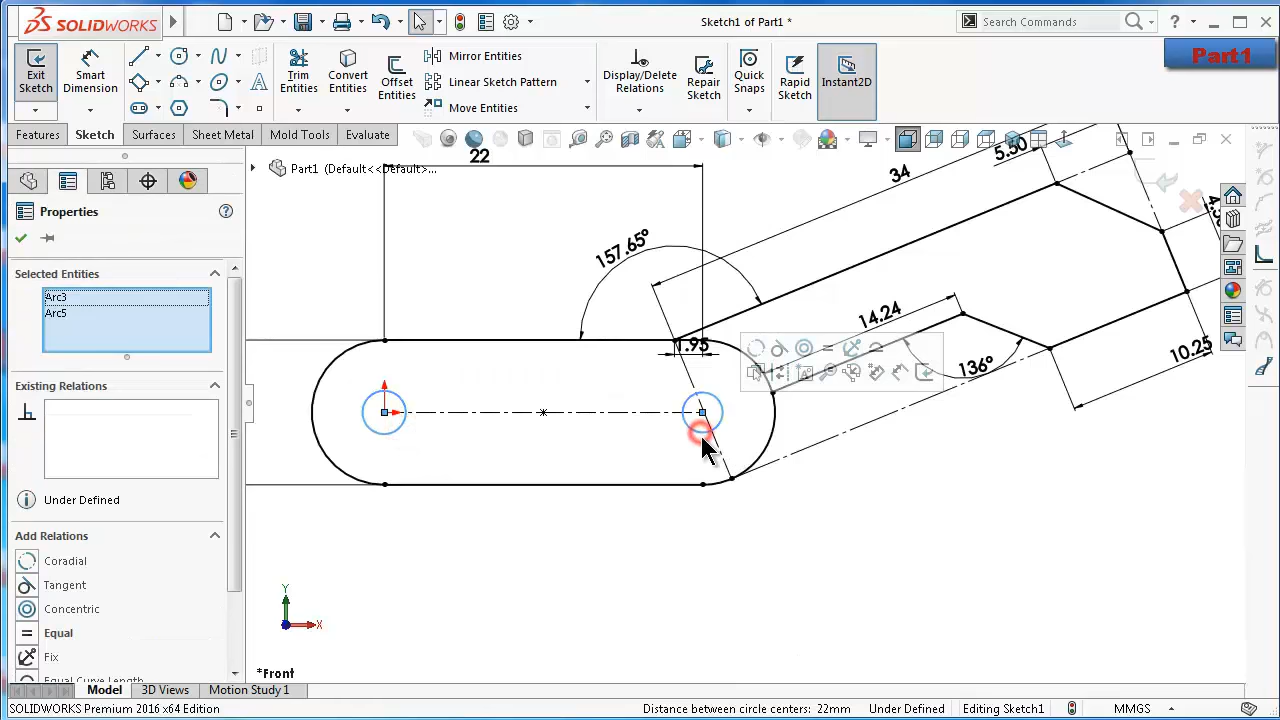 SOLIDWORKS
Sketch1 of Part1 *
Search Commands
Part1
Exit Sketch
Smart Dimension
Trim Entities
Convert Entities
Offset Entities
Mirror Entities
Linear Sketch Pattern
Move Entities
Display/Delete Relations
Repair Sketch
Quick Snaps
Rapid Sketch
Instant2D
Features
Sketch
Surfaces
Sheet Metal
Mold Tools
Evaluate
Part1 (Default<<Default>...
Properties
Selected Entities
Arc3
Arc5
Existing Relations
Under Defined
Add Relations
Coradial
Tangent
Concentric
Equal
Fix
Equal Curve Length
22
157.65°
34
5.50
14.24
1.95
136°
10.25
Y
X
*Front
Model
3D Views
Motion Study 1
SOLIDWORKS Premium 2016 x64 Edition
Distance between circle centers: 22mm
Under Defined
Editing Sketch1
MMGS